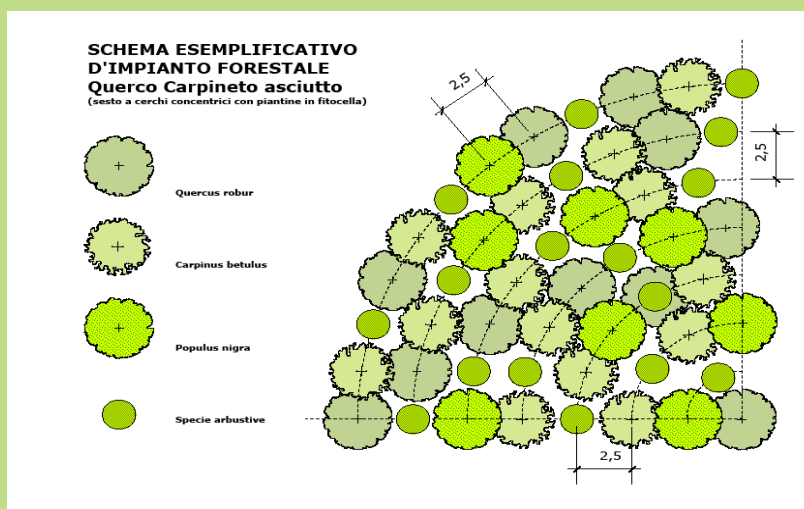 SCHEMA ESEMPLIFICATIVO
D'IMPIANTO FORESTALE
Querco Carpineto asciutto
(sesto a cerchi concentrici con piantine in fitocella)
Quercus robur
Carpinus betulus
Populus nigra
Specie arbustive
2,5
2,5
2,5